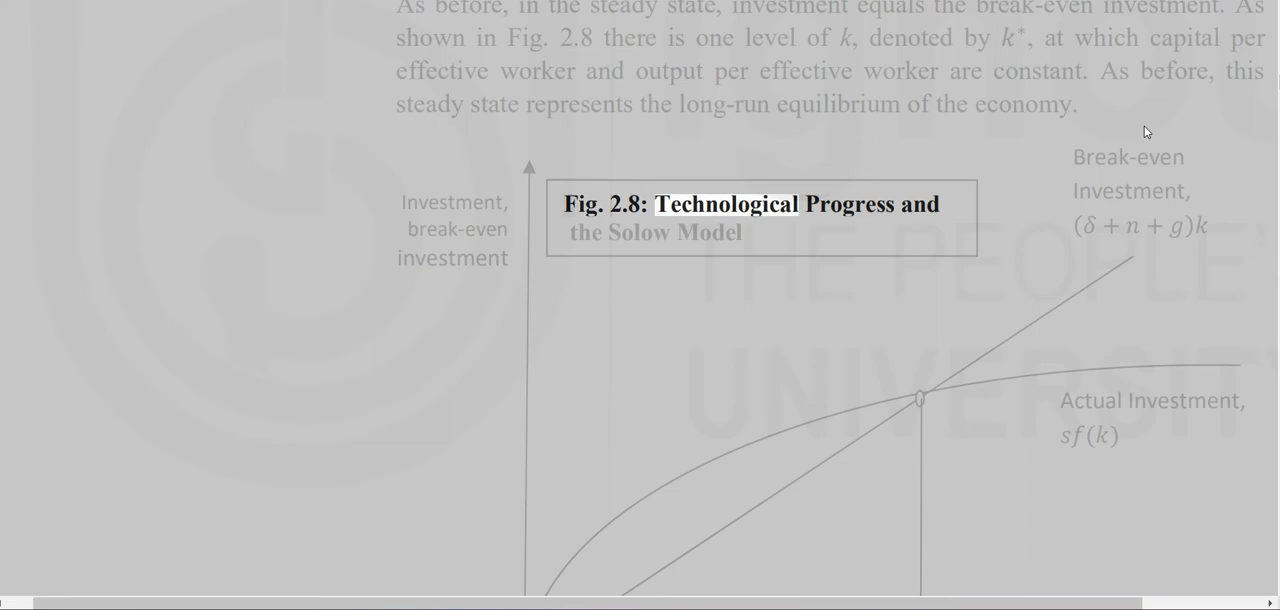 As before, in the steady state, investment equals the break-even investment. As
shown in Fig. 2.8 there is one level of k, denoted by k*, at which capital per
effective worker and output per effective worker are constant. As before, this
steady state represents the long-run equilibrium of the economy.
Investment,
break-even
investment
Fig. 2.8: Technological Progress and
the Solow Model
Break-even
Investment,
(δ + n + g)k
Actual Investment,
sf(k)
THE PEOPLE'
UNIVERSITY